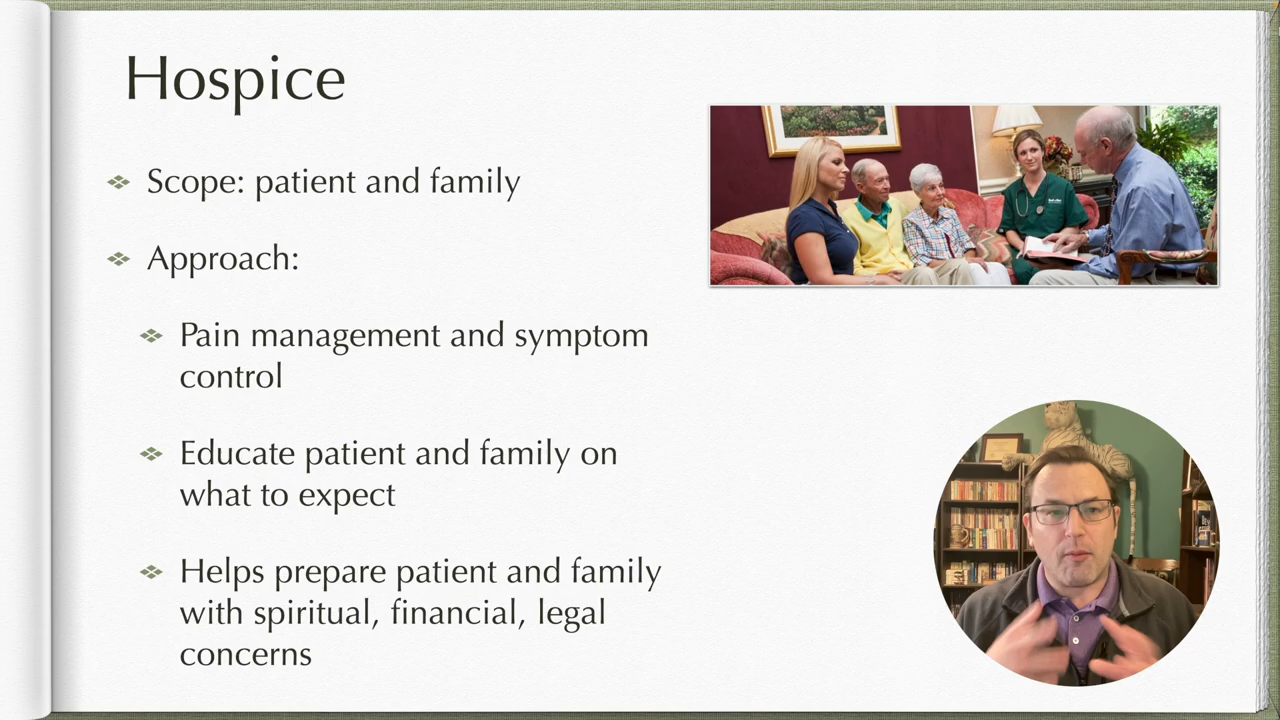 Hospice
Scope: patient and family
Approach:
Pain management and symptom
control
Educate patient and family on
what to expect
Helps prepare patient and family
with spiritual, financial, legal
concerns